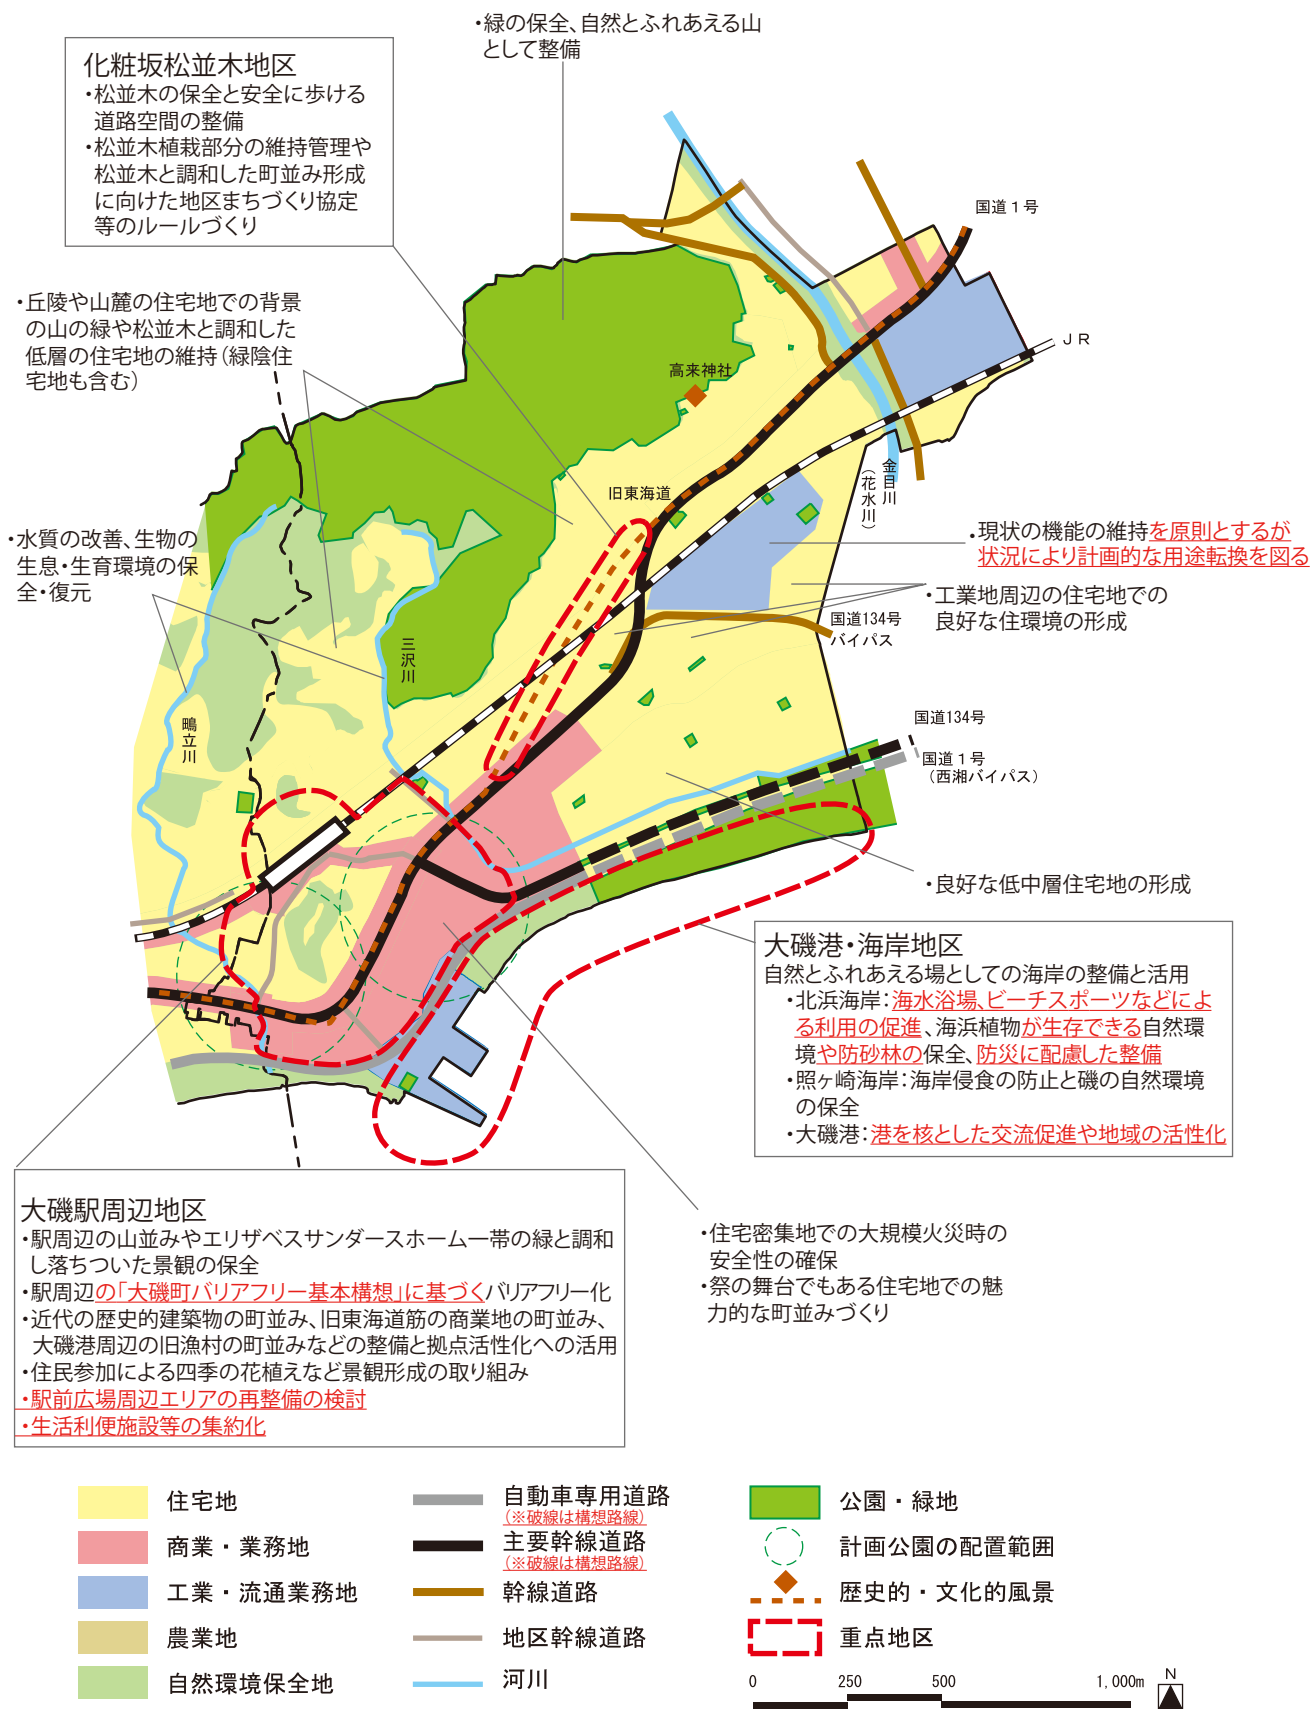 ・緑の保全、自然とふれあえる山
として整備
化粧坂松並木地区
・松並木の保全と安全に歩ける
道路空間の整備
・松並木植栽部分の維持管理や
松並木と調和した町並み形成
に向けた地区まちづくり協定
等のルールづくり
国道1号
・丘陵や山麓の住宅地での背景
の山の緑や松並木と調和した
低層の住宅地の維持(緑陰住
宅地も含む)
JR
高来神社
旧東海道
金目川
(花水川)
・水質の改善、生物の
生息・生育環境の保
全・復元
・現状の機能の維持を原則とするが
状況により計画的な用途転換を図る
・工業地周辺の住宅地での
良好な住環境の形成
国道134号
バイパス
三沢川
鴫立川
国道134号
国道1号
(西湘バイパス)
・良好な低中層住宅地の形成
大磯港・海岸地区
自然とふれあえる場としての海岸の整備と活用
・北浜海岸:海水浴場、ビーチスポーツなどによ
る利用の促進、海浜植物が生存できる自然環
境や防砂林の保全、防災に配慮した整備
・照ヶ崎海岸:海岸侵食の防止と磯の自然環境
の保全
・大磯港:港を核とした交流促進や地域の活性化
大磯駅周辺地区
・駅周辺の山並みやエリザベスサンダースホーム一帯の緑と調和
し落ちついた景観の保全
・駅周辺の「大磯町バリアフリー基本構想」に基づくバリアフリー化
・近代の歴史的建築物の町並み、旧東海道筋の商業地の町並み、
大磯港周辺の旧漁村の町並みなどの整備と拠点活性化への活用
・住民参加による四季の花植えなど景観形成の取り組み
・駅前広場周辺エリアの再整備の検討
・生活利便施設等の集約化
・住宅密集地での大規模火災時の
安全性の確保
・祭の舞台でもある住宅地での魅
力的な町並みづくり
住宅地
商業・業務地
工業・流通業務地
農業地
自然環境保全地
自動車専用道路
(※破線は構想路線)
主要幹線道路
(※破線は構想路線)
幹線道路
地区幹線道路
河川
公園・緑地
計画公園の配置範囲
歴史的・文化的風景
重点地区
0 250 500 1,000m
N